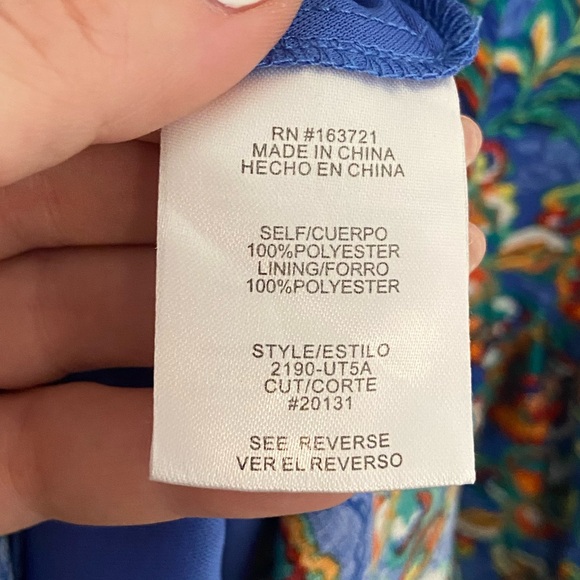 RN #163721
MADE IN CHINA
HECHO EN CHINA
SELF/CUERPO
100%POLYESTER
LINING/FORRO
100%POLYESTER
STYLE/ESTILO
2190-UT5A
CUT/CORTE
#20131
SEE REVERSE
VER EL REVERSO